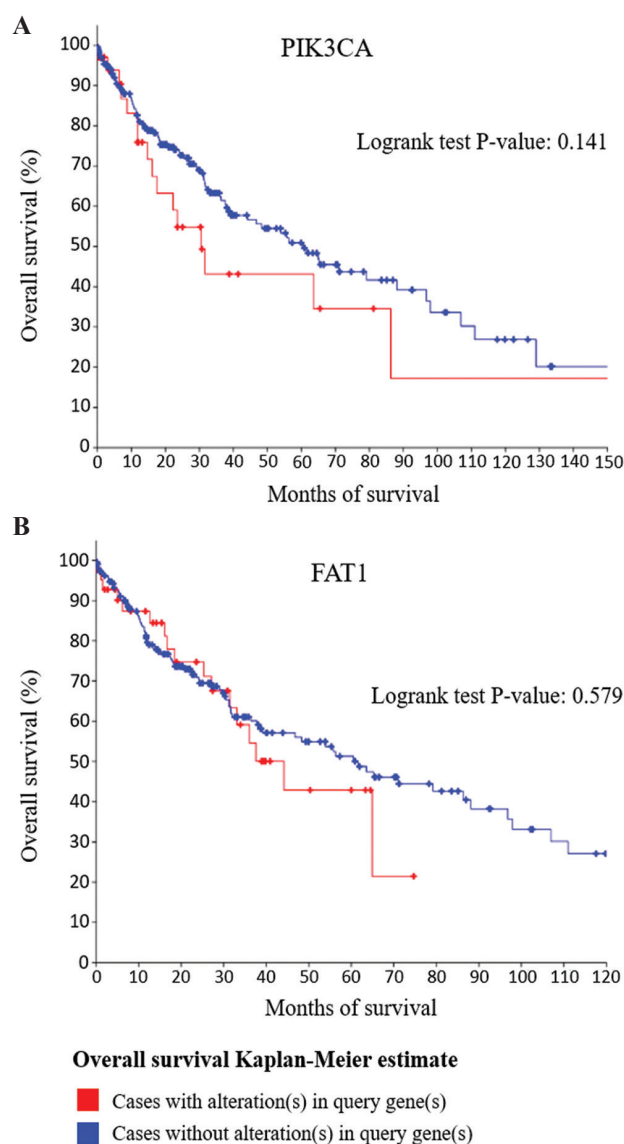 A
PIK3CA
Logrank test P-value: 0.141
Overall survival (%)
100
90
80
70
60
50
40
30
20
10
0
0 10 20 30 40 50 60 70 80 90 100 110 120 130 140 150
Months of survival
B
FAT1
Logrank test P-value: 0.579
Overall survival (%)
100
90
80
70
60
50
40
30
20
10
0
0 10 20 30 40 50 60 70 80 90 100 110 120
Months of survival
Overall survival Kaplan-Meier estimate
Cases with alteration(s) in query gene(s)
Cases without alteration(s) in query gene(s)